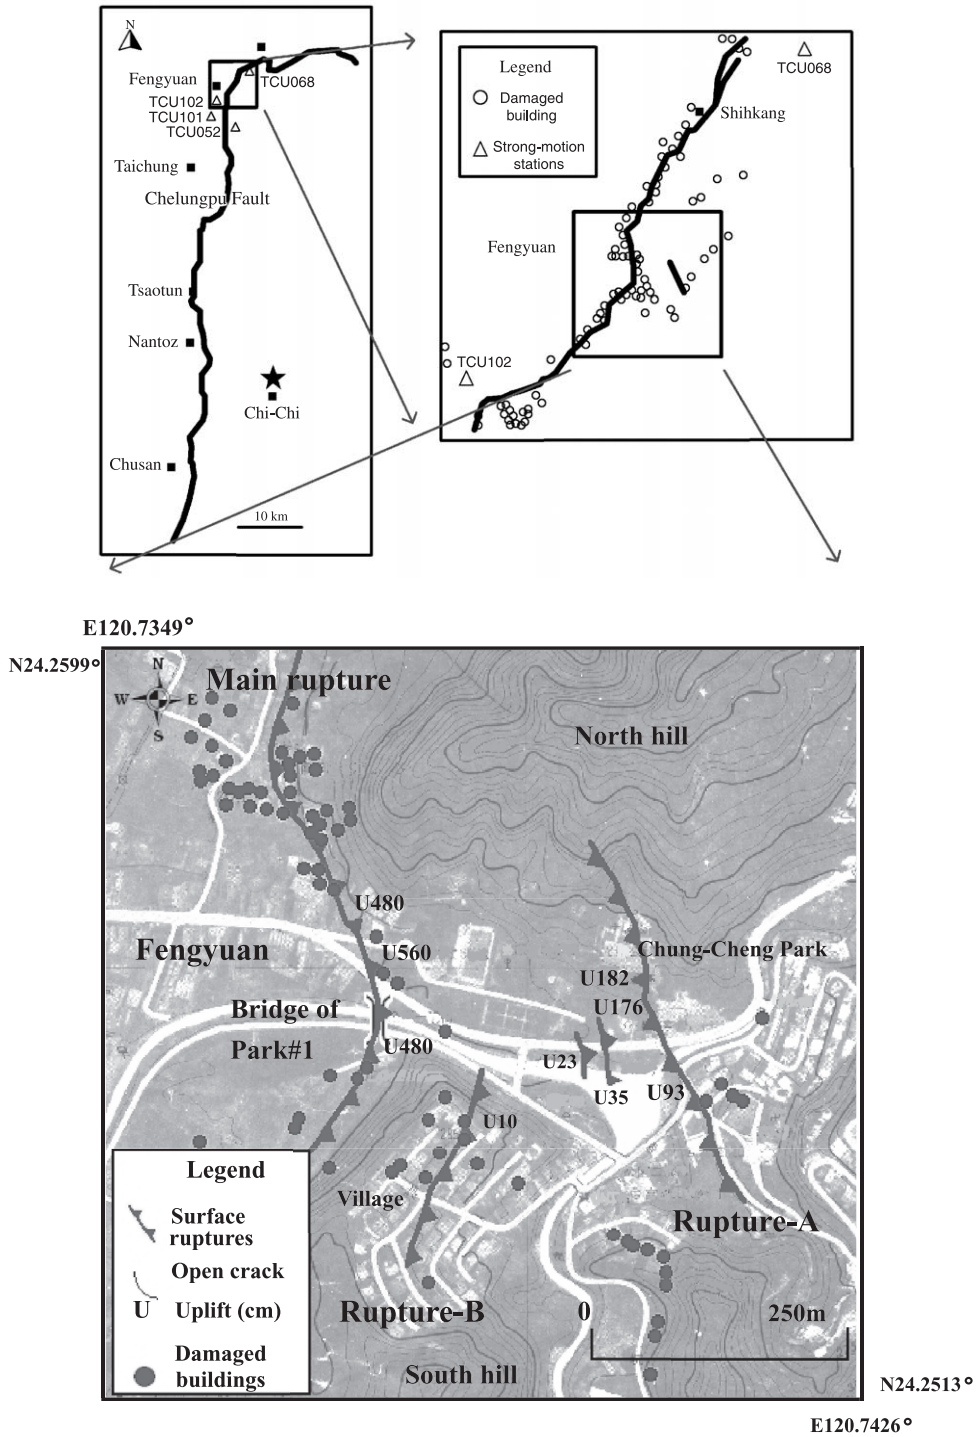 N
Fengyuan
TCU068
TCU102
TCU101
TCU052
Taichung
Chelungpu Fault
Tsaotun
Nantoz
Chi-Chi
Chusan
10 km
Legend
Damaged
building
Strong-motion
stations
TCU068
Shihkang
Fengyuan
TCU102
E120.7349°
N24.2599°
N
W
E
S
Main rupture
North hill
U480
Fengyuan
U560
Chung-Cheng Park
U182
U176
Bridge of
Park#1
U480
U23
U35
U93
U10
Village
Rupture-A
Rupture-B
South hill
0
250m
Legend
Surface
ruptures
Open crack
U
Uplift (cm)
Damaged
buildings
N24.2513°
E120.7426°